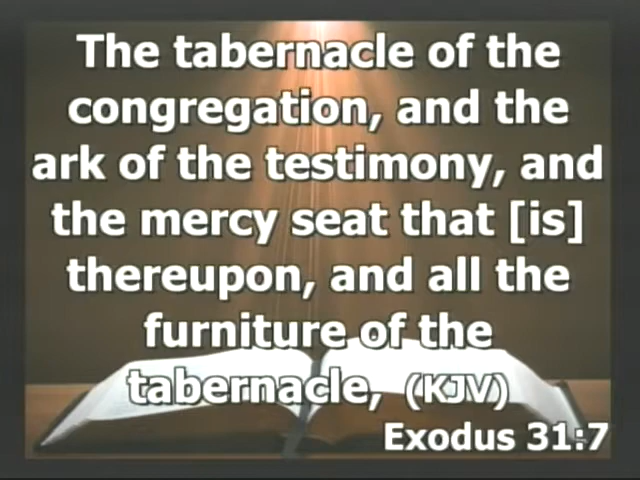 The tabernacle of the
congregation, and the
ark of the testimony, and
the mercy seat that [is]
thereupon, and all the
furniture of the
tabernacle, (KJV)
Exodus 31:7